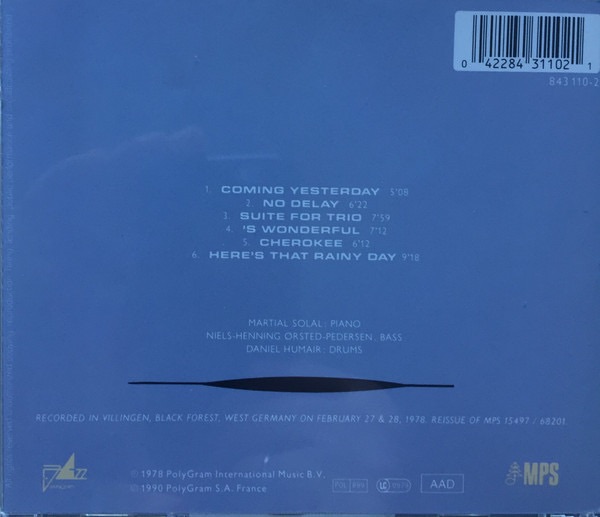 0 42284 31102 1
843 110-2
1. COMING YESTERDAY 5'08
2. NO DELAY 6'22
3. SUITE FOR TRIO 7'59
4. 'S WONDERFUL 7'12
5. CHEROKEE 6'12
6. HERE'S THAT RAINY DAY 9'18
MARTIAL SOLAL : PIANO
NIELS-HENNING ØRSTED-PEDERSEN : BASS
DANIEL HUMAIR : DRUMS
RECORDED IN VILLINGEN, BLACK FOREST, WEST GERMANY ON FEBRUARY 27 & 28, 1978. REISSUE OF MPS 15497 / 68201.
© 1978 PolyGram International Music B.V.
℗ 1990 PolyGram S.A. France
LC
AAD
MPS